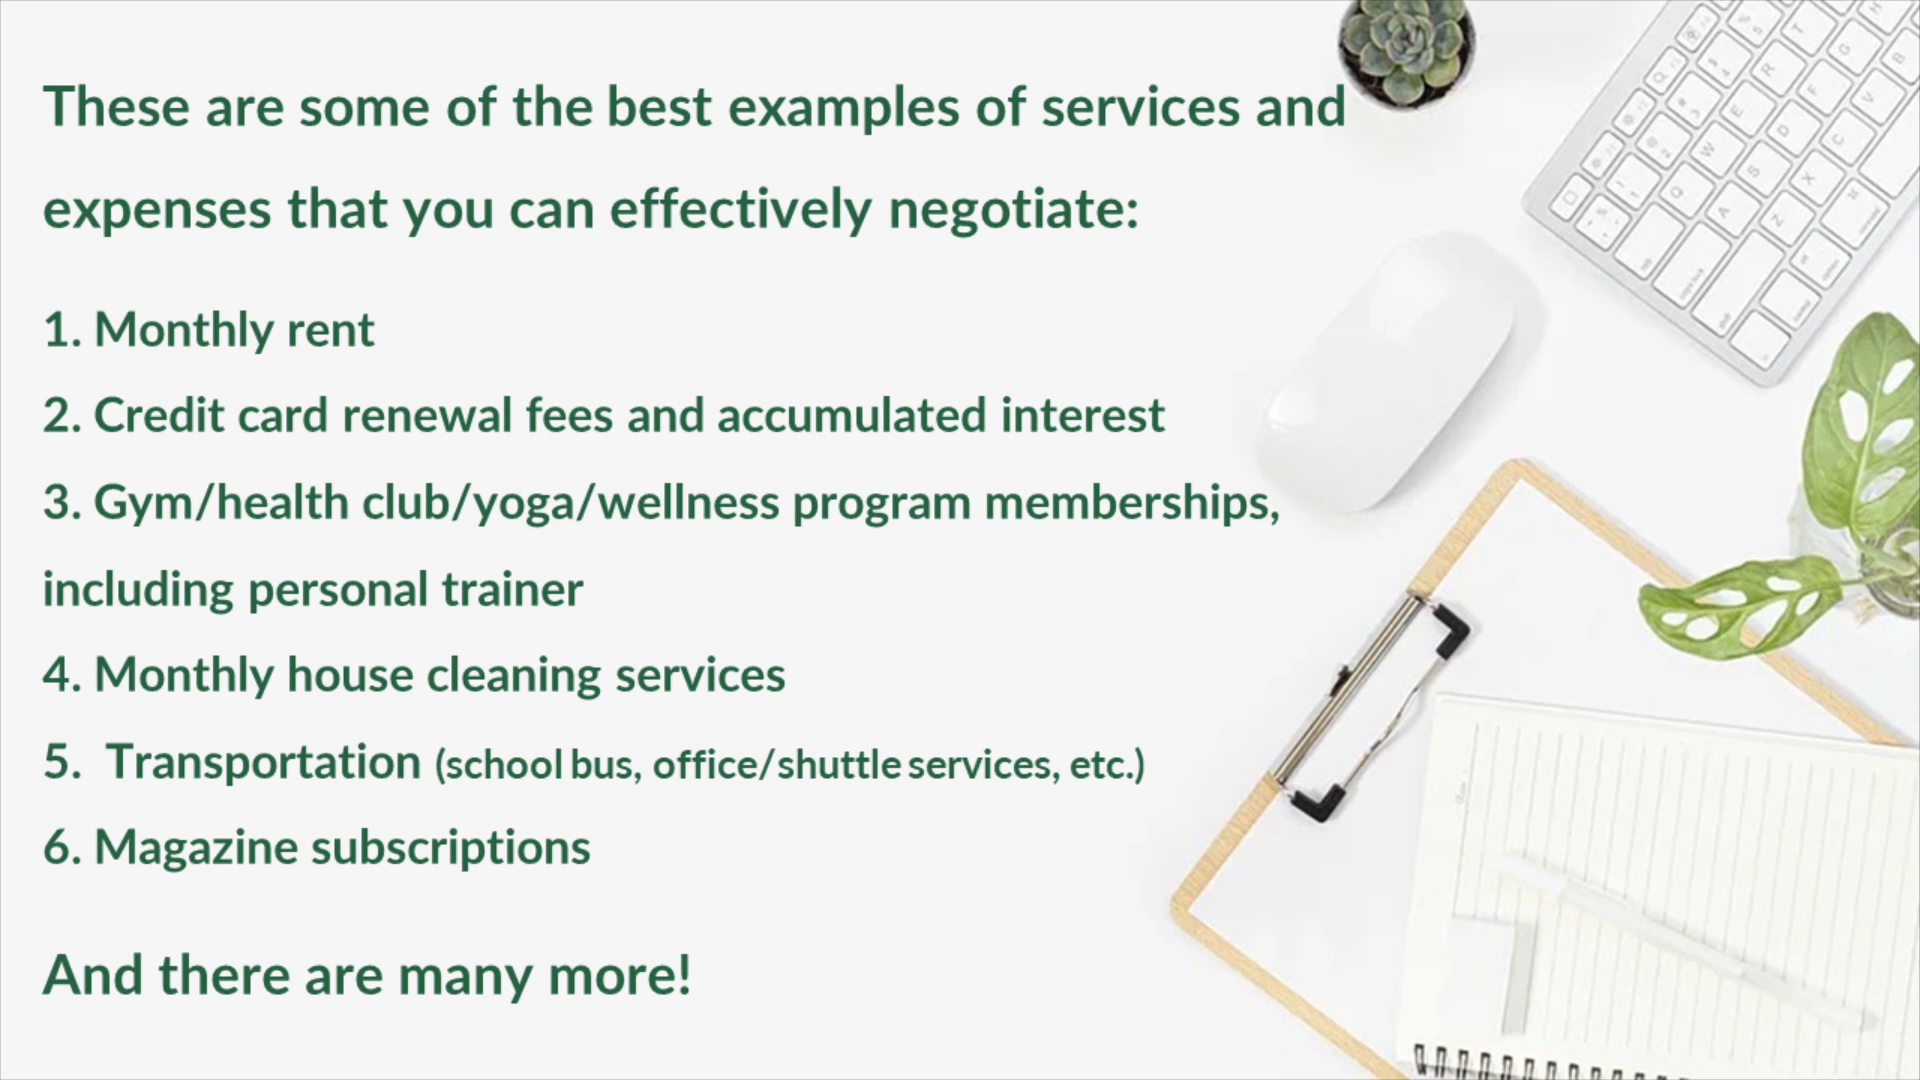 These are some of the best examples of services and
expenses that you can effectively negotiate:
1. Monthly rent
2. Credit card renewal fees and accumulated interest
3. Gym/health club/yoga/wellness program memberships,
including personal trainer
4. Monthly house cleaning services
5. Transportation (school bus, office/shuttle services, etc.)
6. Magazine subscriptions
And there are many more!